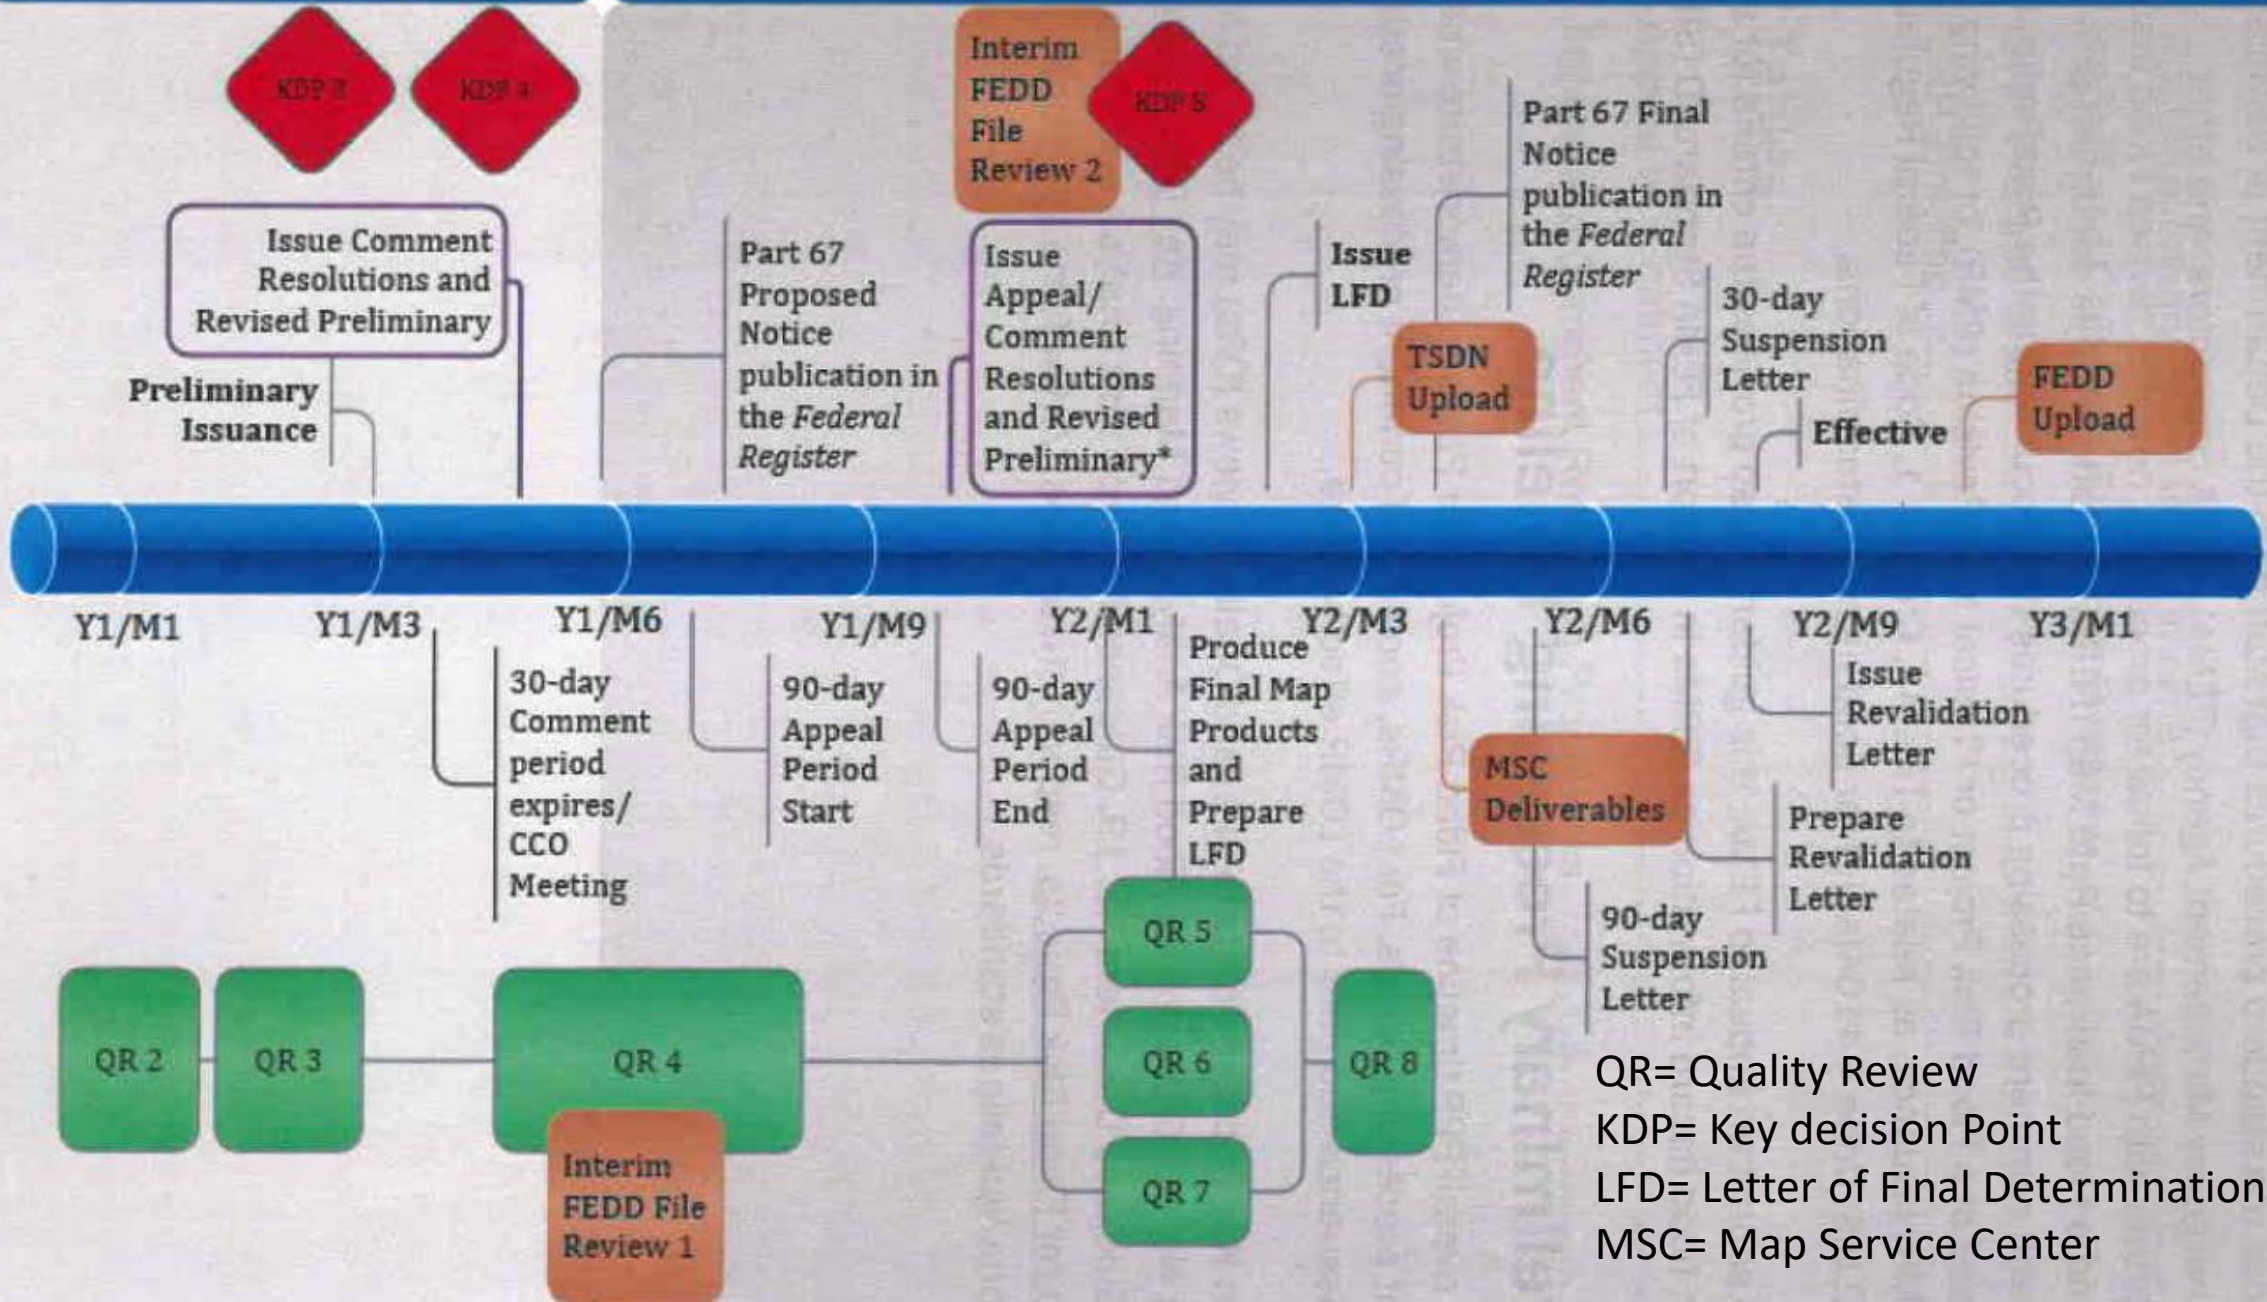 KDP 3
KDP 4
Interim
FEDD
File
Review 2
KDP 5
Issue Comment
Resolutions and
Revised Preliminary
Preliminary
Issuance
Part 67
Proposed
Notice
publication in
the Federal
Register
Issue
Appeal/
Comment
Resolutions
and Revised
Preliminary*
Issue
LFD
TSDN
Upload
Part 67 Final
Notice
publication in
the Federal
Register
30-day
Suspension
Letter
Effective
FEDD
Upload
Y1/M1
Y1/M3
Y1/M6
Y1/M9
Y2/M1
Y2/M3
Y2/M6
Y2/M9
Y3/M1
30-day
Comment
period
expires/
CCO
Meeting
90-day
Appeal
Period
Start
90-day
Appeal
Period
End
Produce
Final Map
Products
and
Prepare
LFD
MSC
Deliverables
90-day
Suspension
Letter
Prepare
Revalidation
Letter
Issue
Revalidation
Letter
QR 2
QR 3
QR 4
Interim
FEDD File
Review 1
QR 5
QR 6
QR 7
QR 8
QR= Quality Review
KDP= Key decision Point
LFD= Letter of Final Determination
MSC= Map Service Center